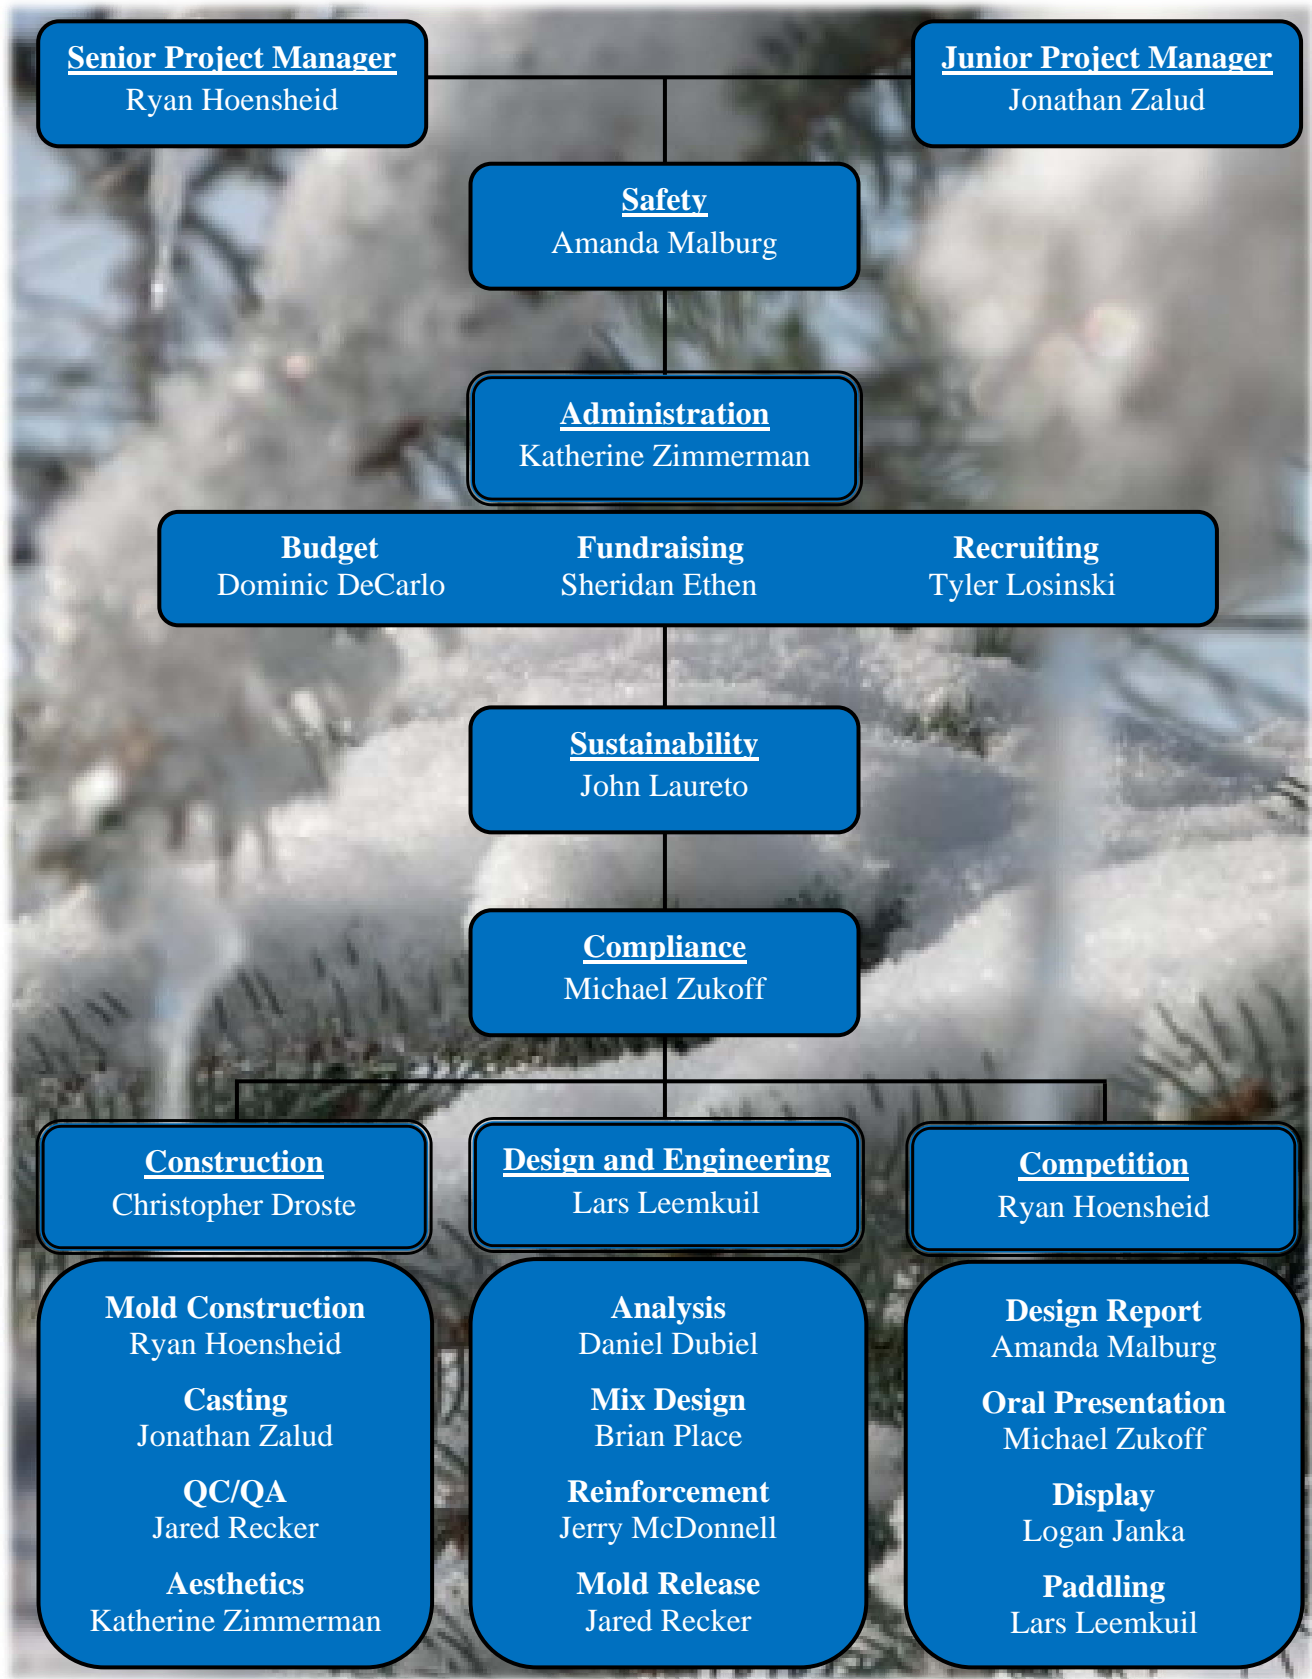 Senior Project Manager
Ryan Hoensheid
Junior Project Manager
Jonathan Zalud
Safety
Amanda Malburg
Administration
Katherine Zimmerman
Budget
Dominic DeCarlo
Fundraising
Sheridan Ethen
Recruiting
Tyler Losinski
Sustainability
John Laureto
Compliance
Michael Zukoff
Construction
Christopher Droste
Mold Construction
Ryan Hoensheid
Casting
Jonathan Zalud
QC/QA
Jared Recker
Aesthetics
Katherine Zimmerman
Design and Engineering
Lars Leemkuil
Analysis
Daniel Dubiel
Mix Design
Brian Place
Reinforcement
Jerry McDonnell
Mold Release
Jared Recker
Competition
Ryan Hoensheid
Design Report
Amanda Malburg
Oral Presentation
Michael Zukoff
Display
Logan Janka
Paddling
Lars Leemkuil